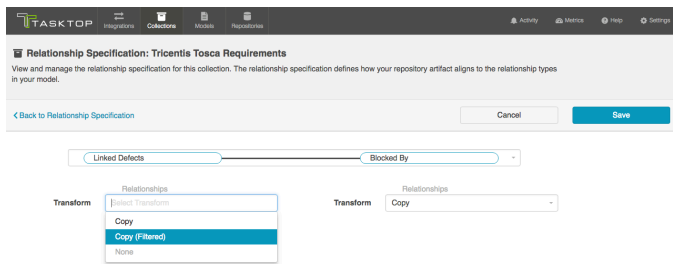 TASKTOP
Integrations
Collections
Models
Repositories
Activity
Metrics
Help
Settings
Relationship Specification: Tricentis Tosca Requirements
View and manage the relationship specification for this collection. The relationship specification defines how your repository artifact aligns to the relationship types
in your model.
Back to Relationship Specification
Cancel
Save
Linked Defects
Blocked By
Relationships
Relationships
Transform
Select Transform
Transform
Copy
Copy
Copy (Filtered)
None